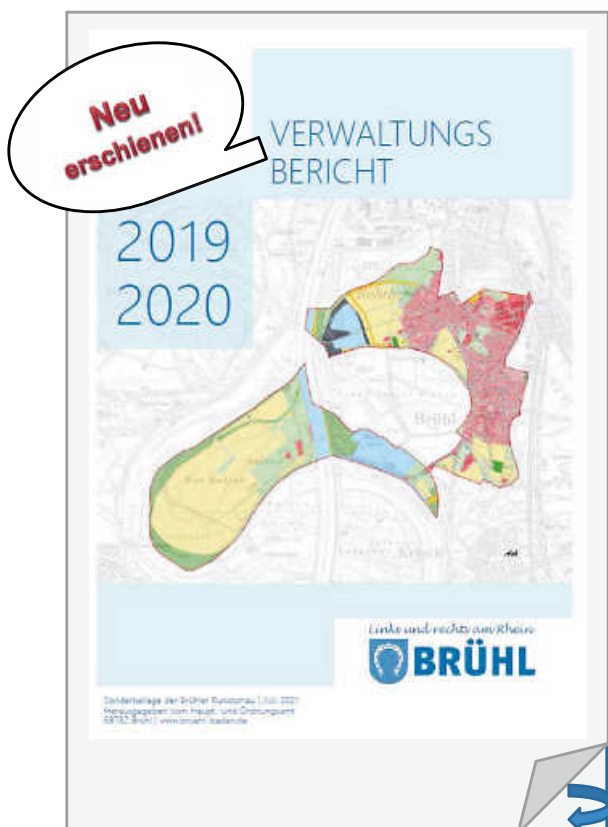 Neu
erschienen!
VERWALTUNGS
BERICHT
2019
2020
Brühl
Links und rechts am Rhein
BRÜHL
Sonderbeilage der Brühler Rundschau | Juli 2021
Herausgegeben vom Haupt- und Ordnungsamt
68782 Brühl | www.bruehl-baden.de